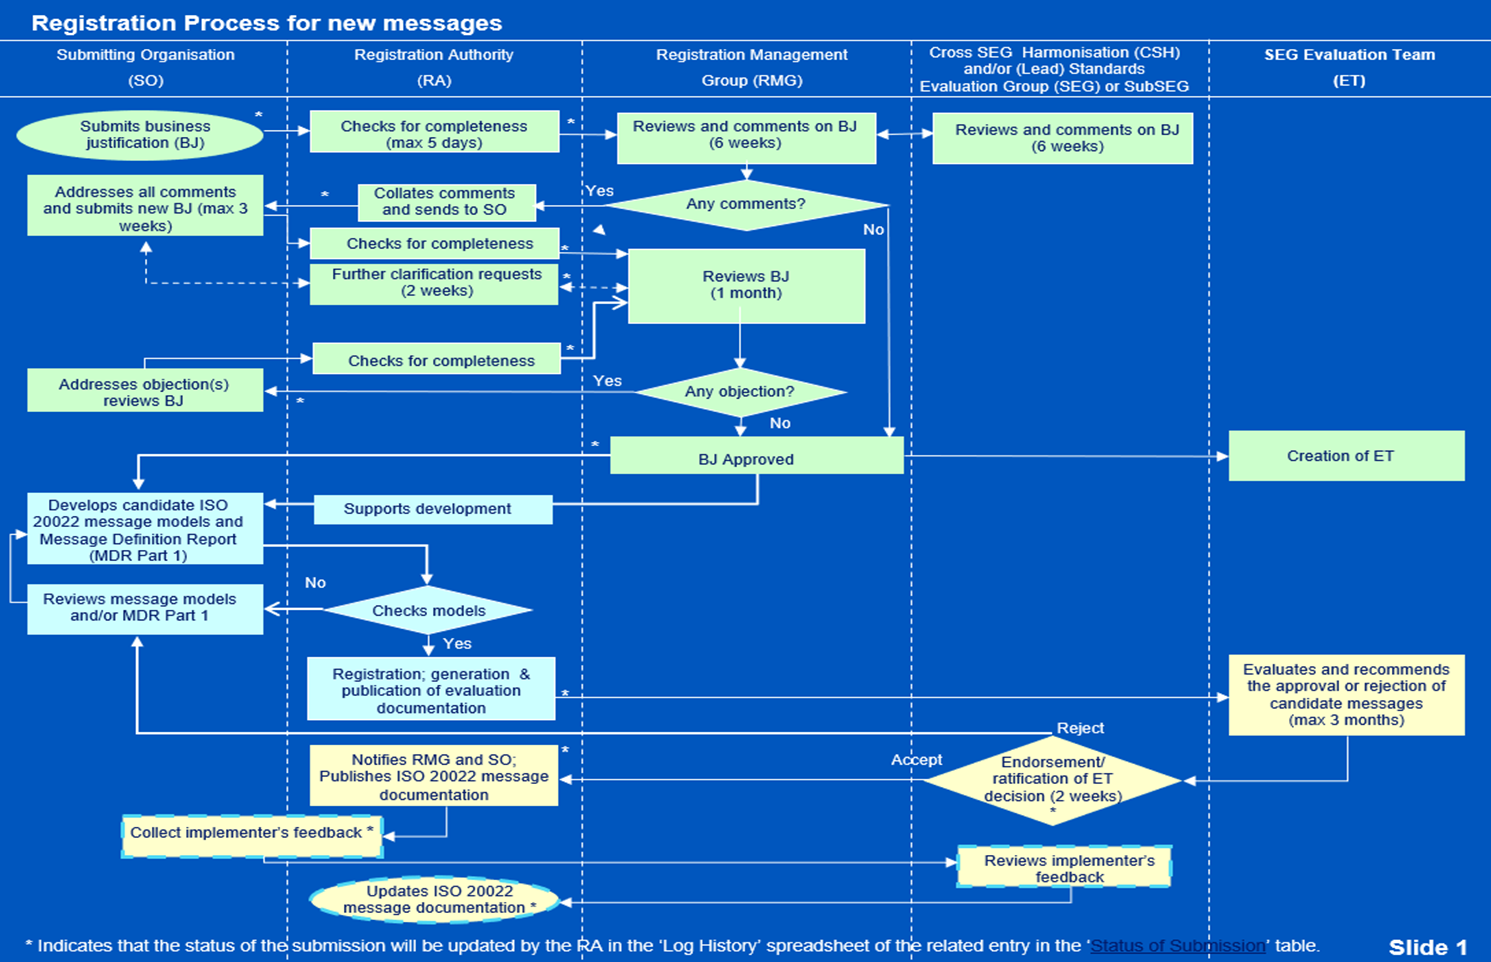 Registration Process for new messages
Submitting Organisation
(SO)
Registration Authority
(RA)
Registration Management
Group (RMG)
Cross SEG Harmonisation (CSH)
and/or (Lead) Standards
Evaluation Group (SEG) or SubSEG
SEG Evaluation Team
(ET)
Submits business
justification (BJ)
*
Checks for completeness
(max 5 days)
*
Reviews and comments on BJ
(6 weeks)
Reviews and comments on BJ
(6 weeks)
Addresses all comments
and submits new BJ (max 3
weeks)
*
Collates comments
and sends to SO
Yes
Any comments?
No
Checks for completeness
*
Further clarification requests
(2 weeks)
*
Reviews BJ
(1 month)
Checks for completeness
*
Addresses objection(s)
reviews BJ
*
Yes
Any objection?
No
*
BJ Approved
Creation of ET
Develops candidate ISO
20022 message models and
Message Definition Report
(MDR Part 1)
Supports development
Reviews message models
and/or MDR Part 1
No
Checks models
Yes
Registration; generation &
publication of evaluation
documentation
*
Evaluates and recommends
the approval or rejection of
candidate messages
(max 3 months)
Reject
Notifies RMG and SO;
Publishes ISO 20022 message
documentation
*
Accept
Endorsement/
ratification of ET
decision (2 weeks)
*
Collect implementer's feedback *
Reviews implementer's
feedback
Updates ISO 20022
message documentation *
* Indicates that the status of the submission will be updated by the RA in the ‘Log History’ spreadsheet of the related entry in the ‘Status of Submission’ table.
Slide 1